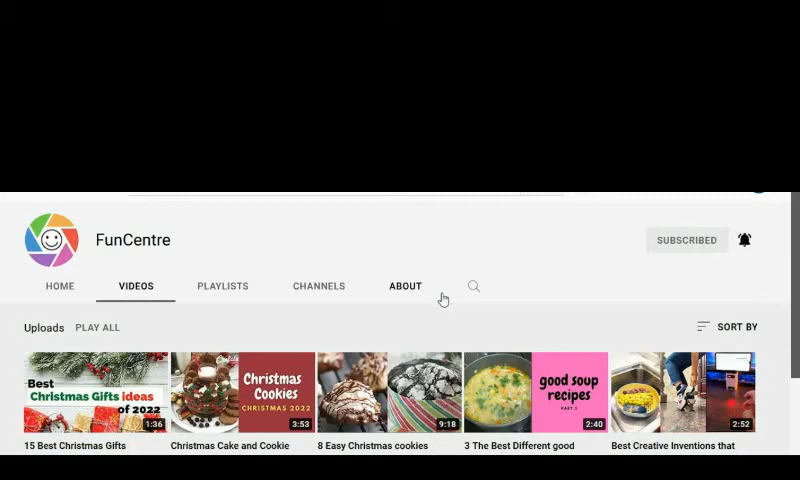 FunCentre
SUBSCRIBED
HOME VIDEOS PLAYLISTS CHANNELS ABOUT
Uploads PLAY ALL
SORT BY
Best
Christmas Gifts ideas
of 2022
1:36
Christmas
Cookies
CHRISTMAS 2022
3:53
9:18
good soup
recipes
PART 2
2:40
2:52
15 Best Christmas Gifts
Christmas Cake and Cookie
8 Easy Christmas cookies
3 The Best Different good
Best Creative Inventions that